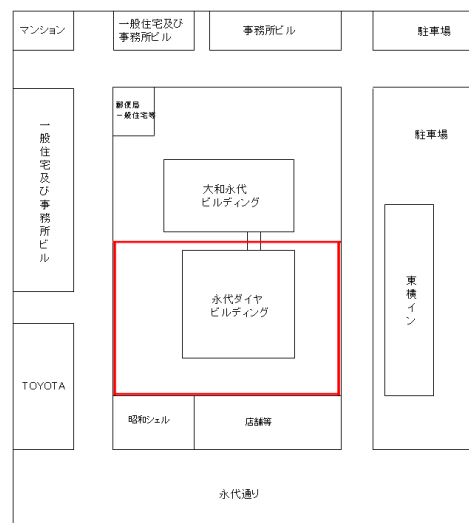 マンション
一般住宅及び
事務所ビル
事務所ビル
駐車場
郵便局
一般住宅等
駐車場
一般住宅及び事務所ビル
大和永代
ビルディング
東横イン
永代ダイヤ
ビルディング
TOYOTA
昭和シェル
店舗等
永代通り